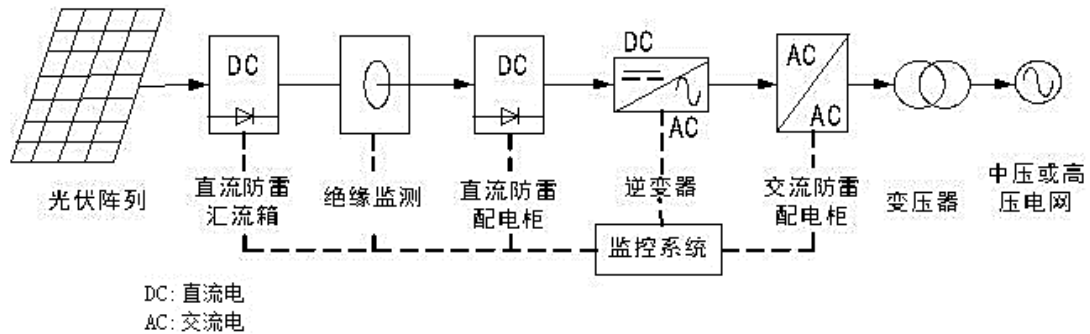 DC
DC
DC
AC
AC
AC
光伏阵列
直流防雷
汇流箱
绝缘监测
直流防雷
配电柜
逆变器
交流防雷
配电柜
变压器
中压或高
压电网
监控系统
DC: 直流电
AC: 交流电